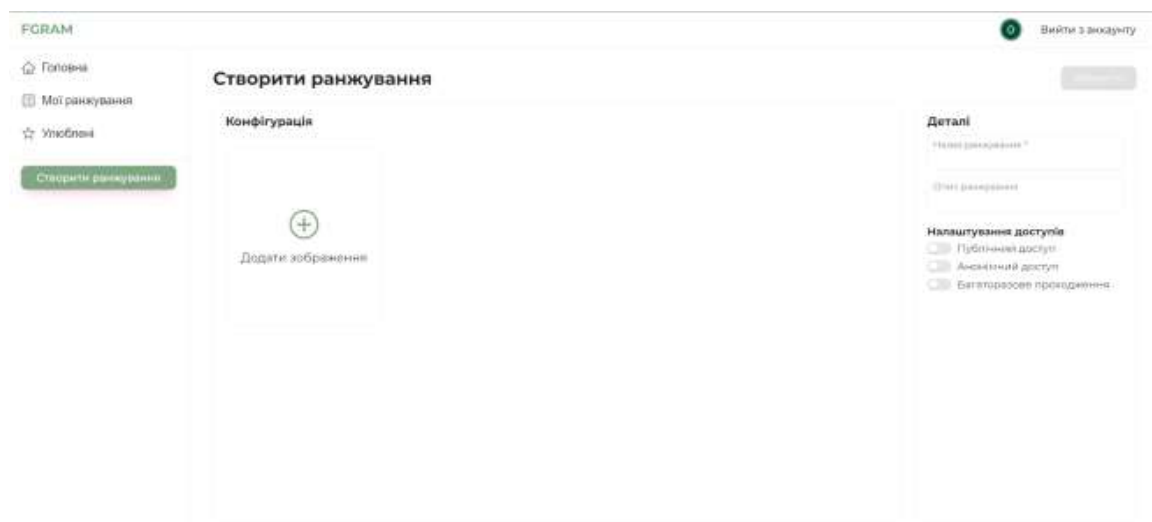 FGRAM
Вийти з аккаунту
Головна
Мої ранжування
Улюблені
Створити ранжування
Створити ранжування
Конфігурація
Додати зображення
Деталі
Назва ранжування *
Опис ранжування
Налаштування доступів
Публічний доступ
Анонімний доступ
Багаторазове проходження